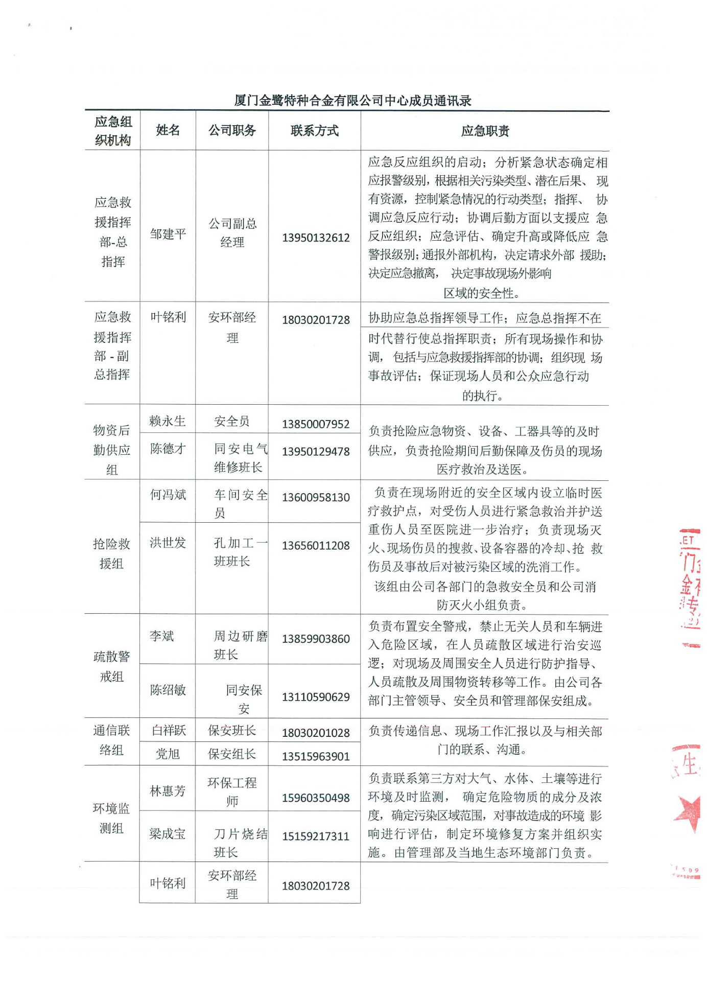 厦门金鹭特种合金有限公司中心成员通讯录
应急组
织机构
姓名
公司职务
联系方式
应急职责
应急救
援指挥
部-总
指挥
邹建平
公司副总
经理
13950132612
应急反应组织的启动；分析紧急状态确定相
应报警级别，根据相关污染类型、潜在后果、 现
有资源，控制紧急情况的行动类型；指挥、 协
调应急反应行动；协调后勤方面以支援应 急
反应组织；应急评估、确定升高或降低应 急
警报级别；通报外部机构，决定请求外部 援助；
决定应急撤离， 决定事故现场外影响
区域的安全性。
应急救
援指挥
部 - 副
总指挥
叶铭利
安环部经
理
18030201728
协助应急总指挥领导工作；应急总指挥不在
时代替行使总指挥职责；所有现场操作和协
调， 包括与应急救援指挥部的协调；组织现 场
事故评估；保证现场人员和公众应急行动
的执行。
物资后
勤供应
组
赖永生
安全员
13850007952
陈德才
同安电气
维修班长
13950129478
负责抢险应急物资、设备、工器具等的及时
供应，负责抢险期间后勤保障及伤员的现场
医疗救治及送医。
抢险救
援组
何冯斌
车间安全
员
13600958130
洪世发
孔加工一
班班长
13656011208
负责在现场附近的安全区域内设立临时医
疗救护点，对受伤人员进行紧急救治并护送
重伤人员至医院进一步治疗；负责现场灭
火、现场伤员的搜救、设备容器的冷却、抢 救
伤员及事故后对被污染区域的洗消工作。
该组由公司各部门的急救安全员和公司消
防灭火小组负责。
疏散警
戒组
李斌
周边研磨
班长
13859903860
陈绍敏
同安保
安
13110590629
负责布置安全警戒，禁止无关人员和车辆进
入危险区域，在人员疏散区域进行治安巡
逻；对现场及周围安全人员进行防护指导、
人员疏散及周围物资转移等工作。由公司各
部门主管领导、安全员和管理部保安组成。
通信联
络组
白祥跃
保安班长
18030201028
党旭
保安组长
13515963901
负责传递信息、现场工作汇报以及与相关部
门的联系、沟通。
环境监
测组
林惠芳
环保工程
师
15960350498
梁成宝
刀片烧结
班长
15159217311
负责联系第三方对大气、水体、土壤等进行
环境及时监测， 确定危险物质的成分及浓
度，确定污染区域范围，对事故造成的环境 影
响进行评估，制定环境修复方案并组织实
施。由管理部及当地生态环境部门负责。
叶铭利
安环部经
理
18030201728
ET
门
金
专
生
1509